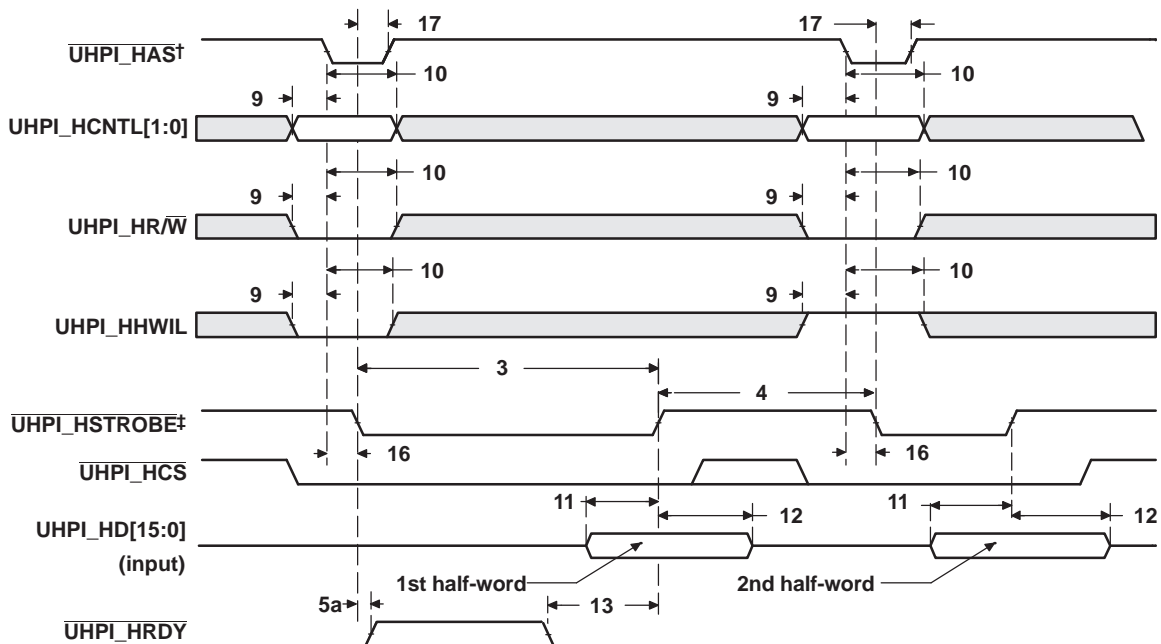 17
17
UHPI_HAS†
10
10
9
9
UHPI_HCNTL[1:0]
10
10
9
9
UHPI_HR/W
10
10
9
9
UHPI_HHWIL
3
4
UHPI_HSTROBE‡
16
16
UHPI_HCS
11
11
12
12
UHPI_HD[15:0]
(input)
1st half-word
2nd half-word
5a
13
UHPI_HRDY